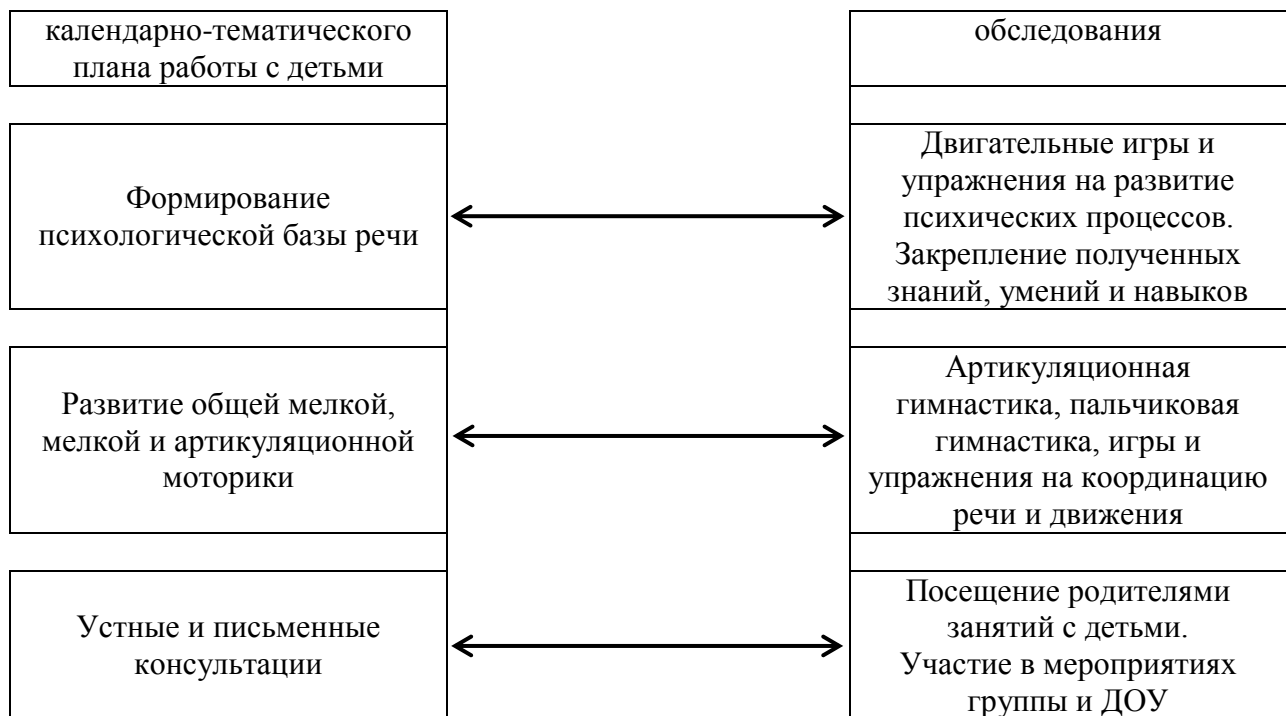 календарно-тематического
плана работы с детьми
обследования
Формирование
психологической базы речи
Двигательные игры и
упражнения на развитие
психических процессов.
Закрепление полученных
знаний, умений и навыков
Развитие общей мелкой,
мелкой и артикуляционной
моторики
Артикуляционная
гимнастика, пальчиковая
гимнастика, игры и
упражнения на координацию
речи и движения
Устные и письменные
консультации
Посещение родителями
занятий с детьми.
Участие в мероприятиях
группы и ДОУ